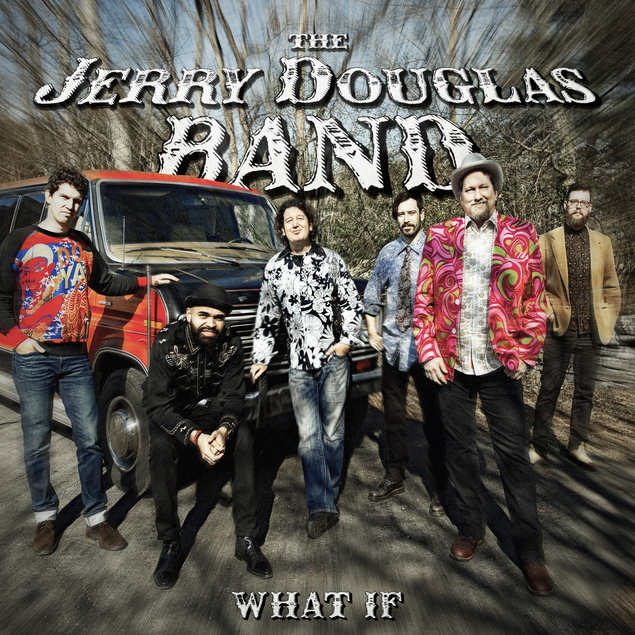 THE
JERRY DOUGLAS
BAND
WHAT IF